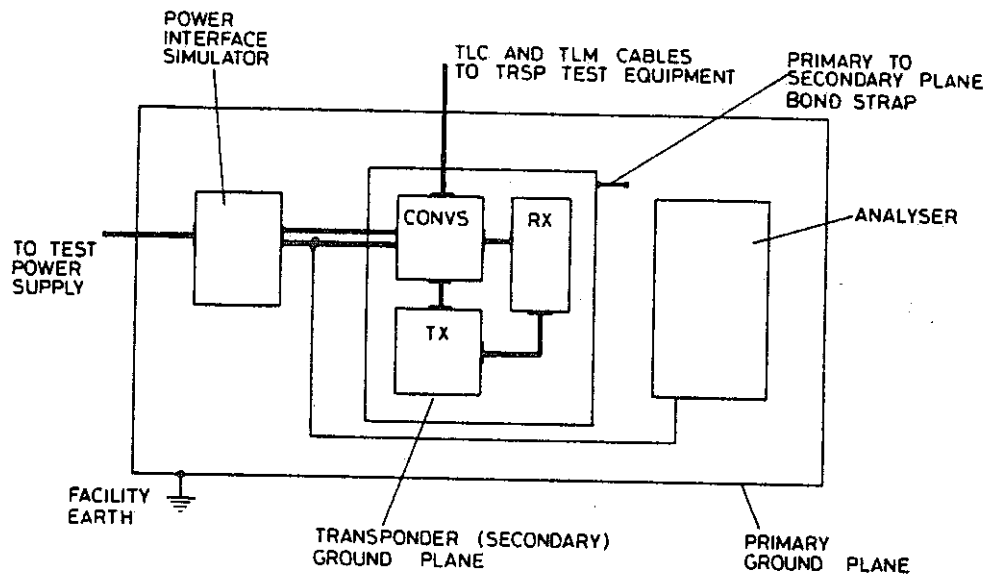 POWER
INTERFACE
SIMULATOR
TLC AND TLM CABLES
TO TRSP TEST EQUIPMENT
PRIMARY TO
SECONDARY PLANE
BOND STRAP
CONVS
RX
ANALYSER
TO TEST
POWER
SUPPLY
TX
FACILITY
EARTH
TRANSPONDER (SECONDARY)
GROUND PLANE
PRIMARY
GROUND PLANE